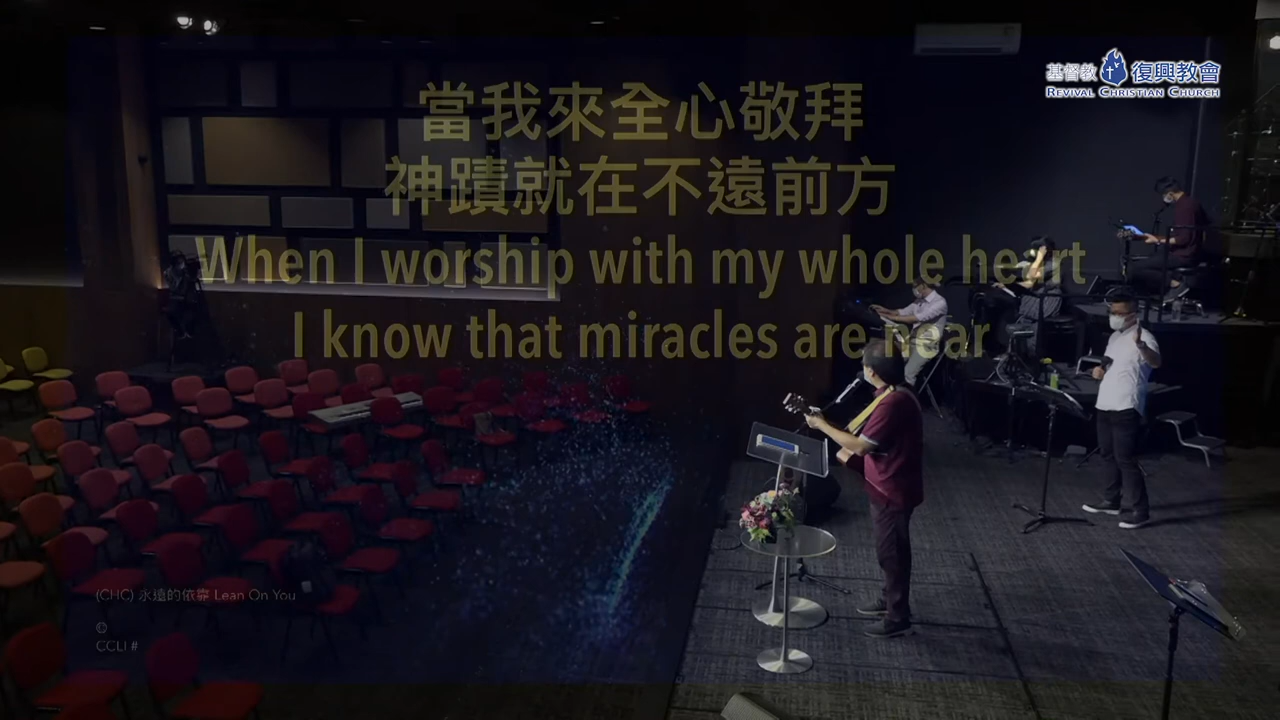 基督教 復興教會
REVIVAL CHRISTIAN CHURCH
當我來全心敬拜
神蹟就在不遠前方
When I worship with my whole heart
I know that miracles are near
(CHC) 永遠的依靠 Lean On You
©
CCLI #